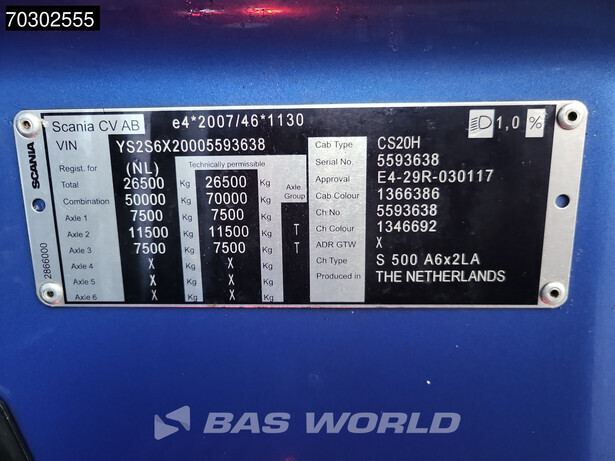 70302555
SCANIA
2866000
Scania CV AB e4*2007/46*1130 1,0 %
VIN YS2S6X20005593638 Cab Type CS20H
Serial No. 5593638
Regist. for (NL) Technically permissible Approval E4-29R-030117
Total 26500 Kg 26500 Kg Axle Group Cab Colour 1366386
Combination 50000 Kg 70000 Kg Ch No 5593638
Axle 1 7500 Kg 7500 Kg Ch Colour 1346692
Axle 2 11500 Kg 11500 Kg T ADR GTW X
Axle 3 7500 Kg 7500 Kg T Ch Type S 500 A6x2LA
Axle 4 X Kg X Kg Produced in THE NETHERLANDS
Axle 5 X Kg X Kg
Axle 6 X Kg X Kg
BAS WORLD